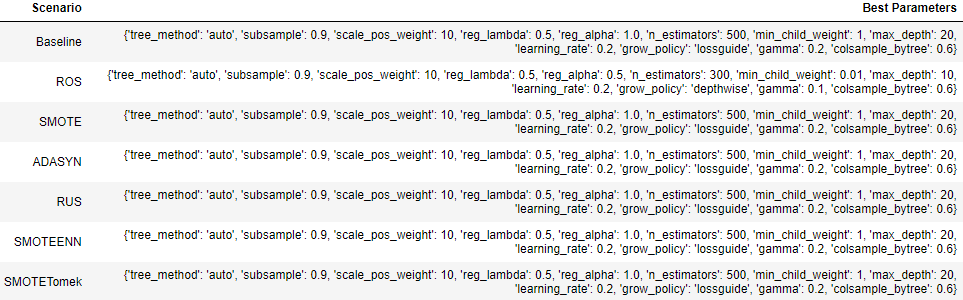 Scenario Best Parameters
Baseline {'tree_method': 'auto', 'subsample': 0.9, 'scale_pos_weight': 10, 'reg_lambda': 0.5, 'reg_alpha': 1.0, 'n_estimators': 500, 'min_child_weight': 1, 'max_depth': 20,
'learning_rate': 0.2, 'grow_policy': 'lossguide', 'gamma': 0.2, 'colsample_bytree': 0.6}
ROS {'tree_method': 'auto', 'subsample': 0.9, 'scale_pos_weight': 10, 'reg_lambda': 0.5, 'reg_alpha': 0.5, 'n_estimators': 300, 'min_child_weight': 0.01, 'max_depth': 10,
'learning_rate': 0.2, 'grow_policy': 'depthwise', 'gamma': 0.1, 'colsample_bytree': 0.6}
SMOTE {'tree_method': 'auto', 'subsample': 0.9, 'scale_pos_weight': 10, 'reg_lambda': 0.5, 'reg_alpha': 1.0, 'n_estimators': 500, 'min_child_weight': 1, 'max_depth': 20,
'learning_rate': 0.2, 'grow_policy': 'lossguide', 'gamma': 0.2, 'colsample_bytree': 0.6}
ADASYN {'tree_method': 'auto', 'subsample': 0.9, 'scale_pos_weight': 10, 'reg_lambda': 0.5, 'reg_alpha': 1.0, 'n_estimators': 500, 'min_child_weight': 1, 'max_depth': 20,
'learning_rate': 0.2, 'grow_policy': 'lossguide', 'gamma': 0.2, 'colsample_bytree': 0.6}
RUS {'tree_method': 'auto', 'subsample': 0.9, 'scale_pos_weight': 10, 'reg_lambda': 0.5, 'reg_alpha': 1.0, 'n_estimators': 500, 'min_child_weight': 1, 'max_depth': 20,
'learning_rate': 0.2, 'grow_policy': 'lossguide', 'gamma': 0.2, 'colsample_bytree': 0.6}
SMOTEENN {'tree_method': 'auto', 'subsample': 0.9, 'scale_pos_weight': 10, 'reg_lambda': 0.5, 'reg_alpha': 1.0, 'n_estimators': 500, 'min_child_weight': 1, 'max_depth': 20,
'learning_rate': 0.2, 'grow_policy': 'lossguide', 'gamma': 0.2, 'colsample_bytree': 0.6}
SMOTETomek {'tree_method': 'auto', 'subsample': 0.9, 'scale_pos_weight': 10, 'reg_lambda': 0.5, 'reg_alpha': 1.0, 'n_estimators': 500, 'min_child_weight': 1, 'max_depth': 20,
'learning_rate': 0.2, 'grow_policy': 'lossguide', 'gamma': 0.2, 'colsample_bytree': 0.6}